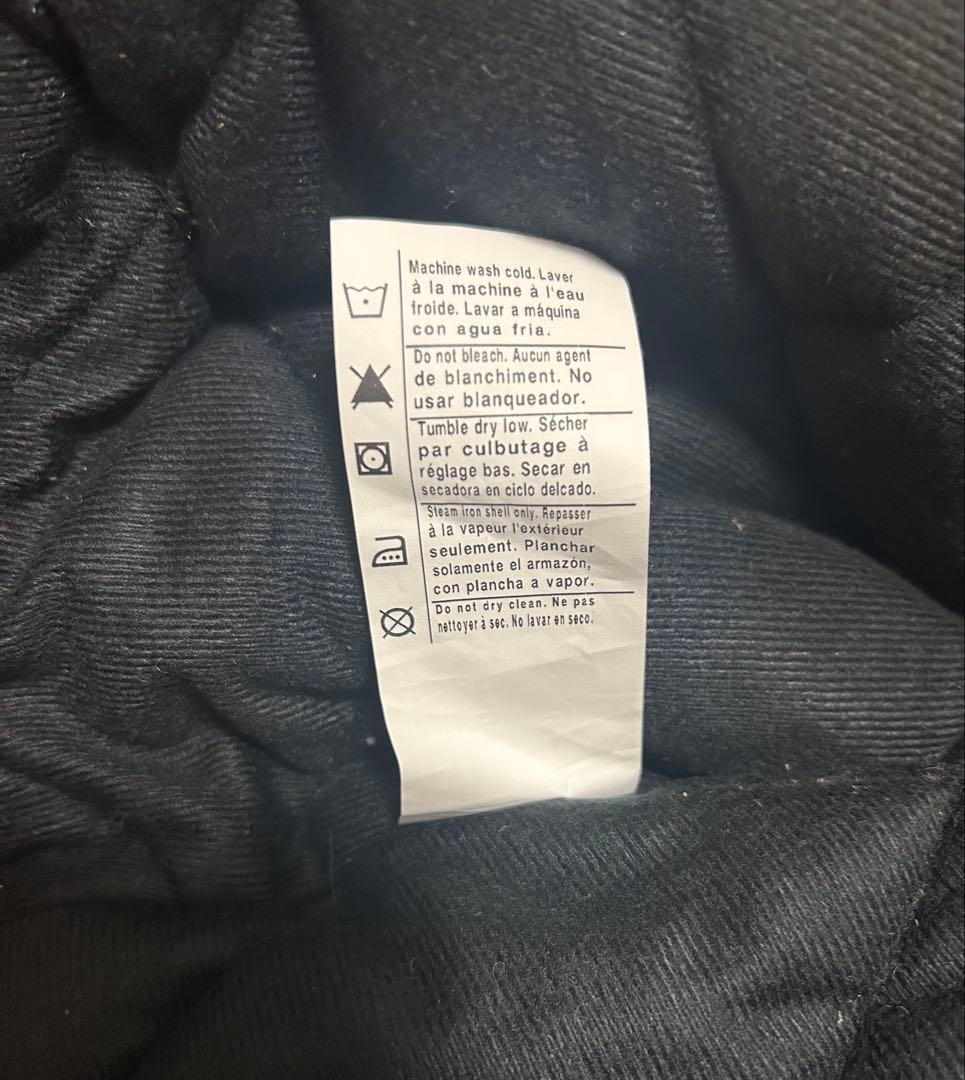 Machine wash cold. Laver
à la machine à l'eau
froide. Lavar a máquina
con agua fria.
Do not bleach. Aucun agent
de blanchiment. No
usar blanqueador.
Tumble dry low. Sécher
par culbutage à
réglage bas. Secar en
secadora en ciclo delcado.
Steam iron shell only. Repasser
à la vapeur l'extérieur
seulement. Planchar
solamente el armazón,
con plancha a vapor.
Do not dry clean. Ne pas
nettoyer à sec. No lavar en seco.